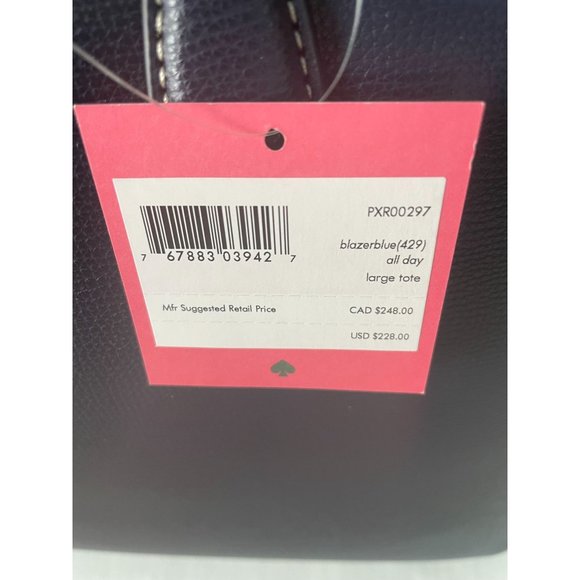 PXR00297
blazerblue(429)
all day
large tote
7 67883 03942 7
Mfr Suggested Retail Price CAD $248.00
USD $228.00